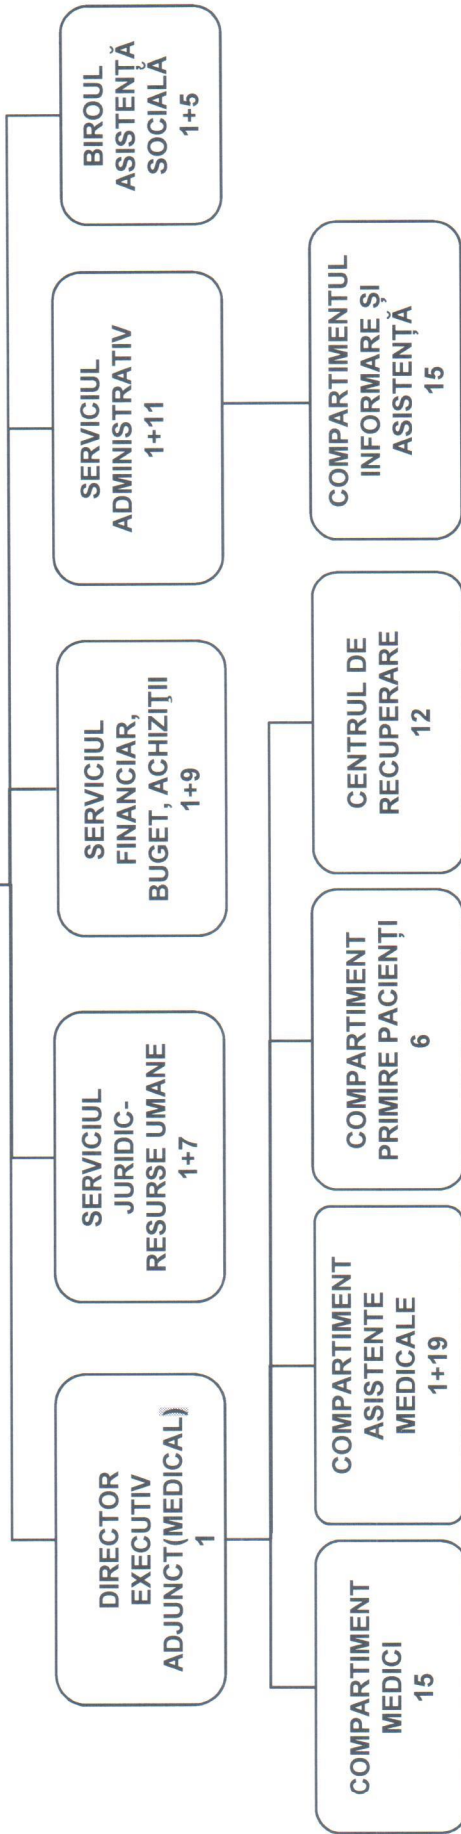 DIRECTOR
EXECUTIV
ADJUNCT(MEDICAL)
1
SERVICIUL
JURIDIC-
RESURSE UMANE
1+7
SERVICIUL
FINANCIAR,
BUGET, ACHIZIŢII
1+9
SERVICIUL
ADMINISTRATIV
1+11
BIROUL
ASISTENŢĂ
SOCIALĂ
1+5
COMPARTIMENT
MEDICI
15
COMPARTIMENT
ASISTENTE
MEDICALE
1+19
COMPARTIMENT
PRIMIRE PACIENȚI
6
CENTRUL DE
RECUPERARE
12
COMPARTIMENTUL
INFORMARE ȘI
ASISTENȚĂ
15